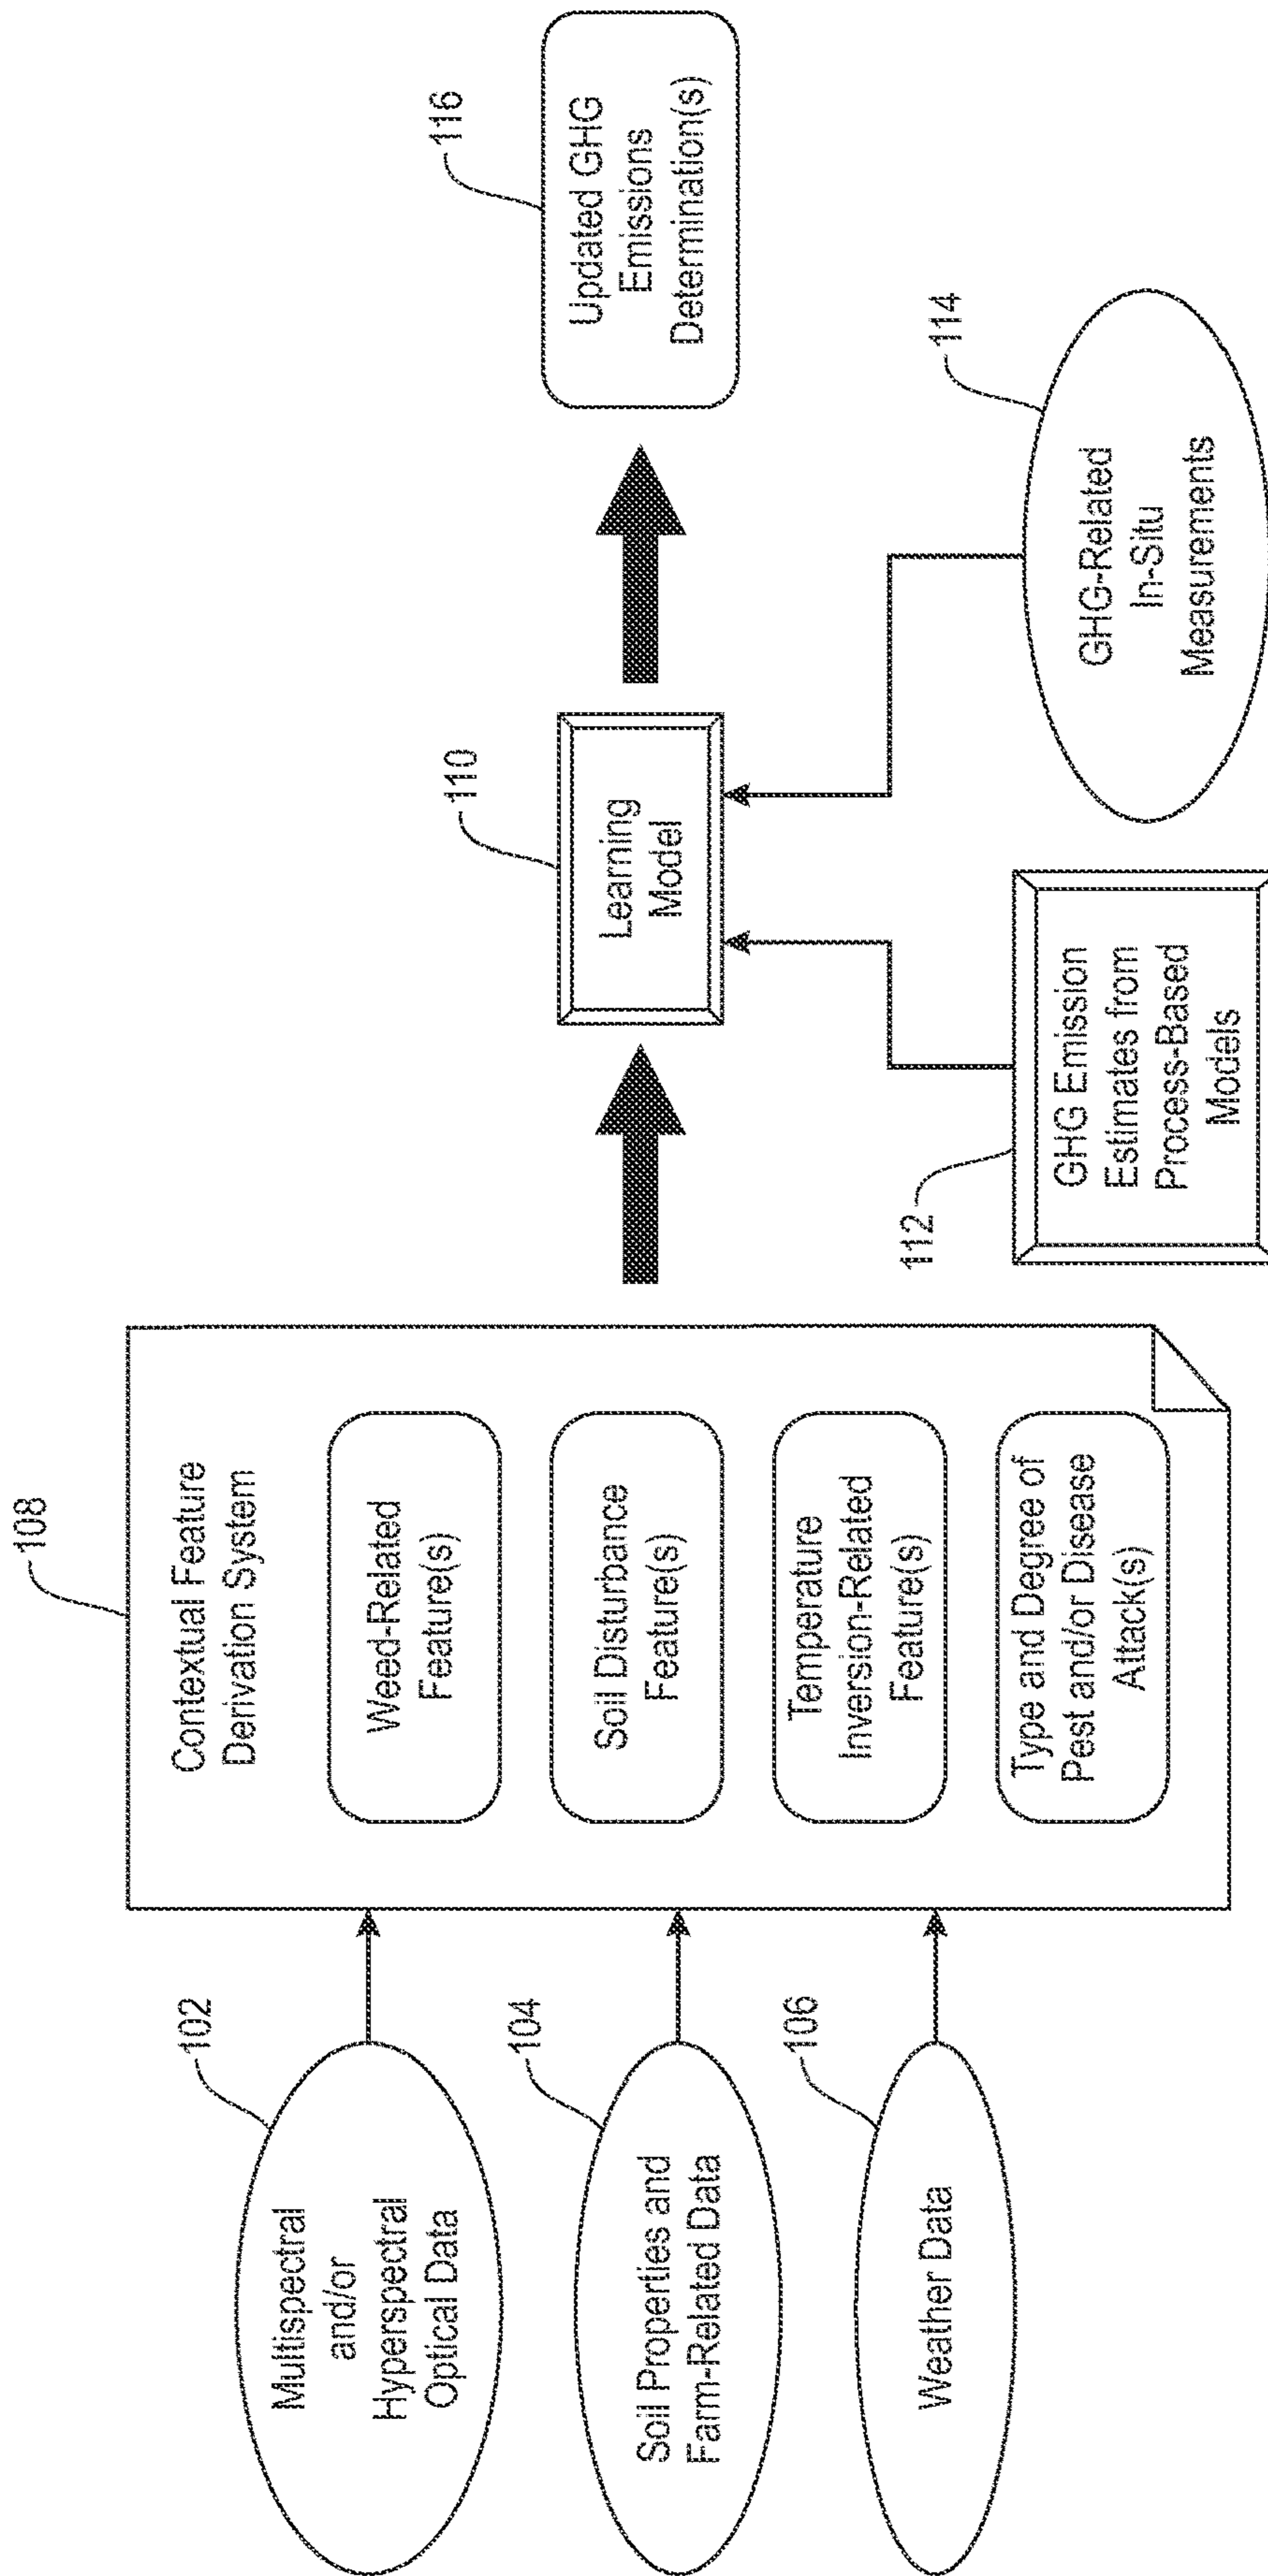 102
Multispectral
and/or
Hyperspectral
Optical Data
104
Soil Properties and
Farm-Related Data
106
Weather Data
108
Contextual Feature
Derivation System
Weed-Related
Feature(s)
Soil Disturbance
Feature(s)
Temperature
Inversion-Related
Feature(s)
Type and Degree of
Pest and/or Disease
Attack(s)
110
Learning
Model
112
GHG Emission
Estimates from
Process-Based
Models
114
GHG-Related
In-Situ
Measurements
116
Updated GHG
Emissions
Determination(s)